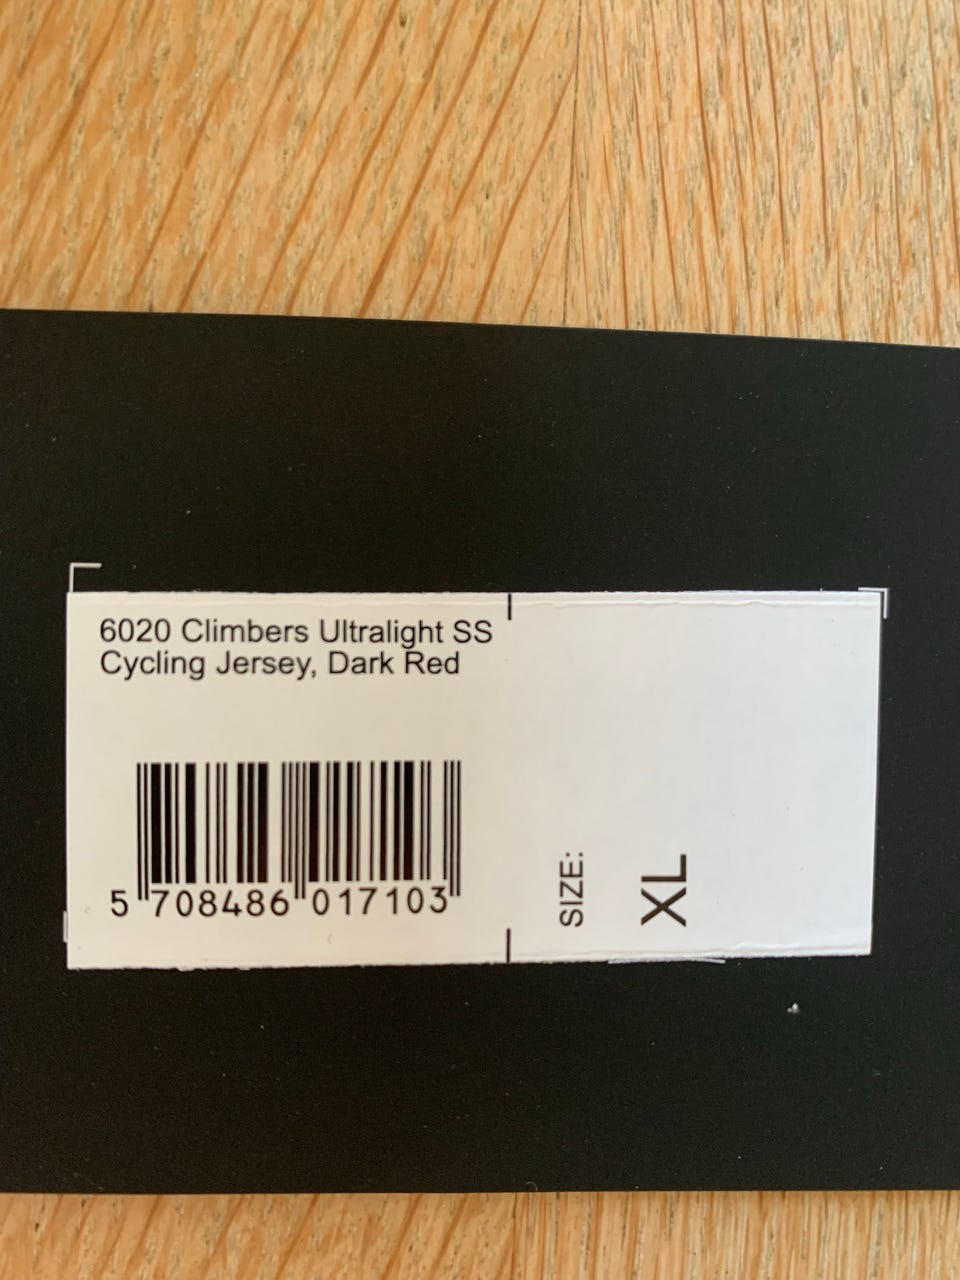 6020 Climbers Ultralight SS
Cycling Jersey, Dark Red
5 708486 017103
SIZE:
XL